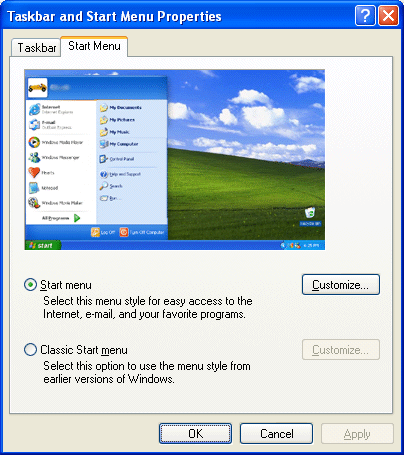 Taskbar and Start Menu Properties
Taskbar
Start Menu
Internet
Internet Explorer
E-mail
Outlook Express
Windows Media Player
Windows Messenger
Hearts
Notepad
Windows Movie Maker
All Programs
My Documents
My Pictures
My Music
My Computer
Control Panel
Help and Support
Search
Run...
Log Off
Turn Off Computer
start
Start menu
Customize...
Select this menu style for easy access to the
Internet, e-mail, and your favorite programs.
Classic Start menu
Customize...
Select this option to use the menu style from
earlier versions of Windows.
OK
Cancel
Apply